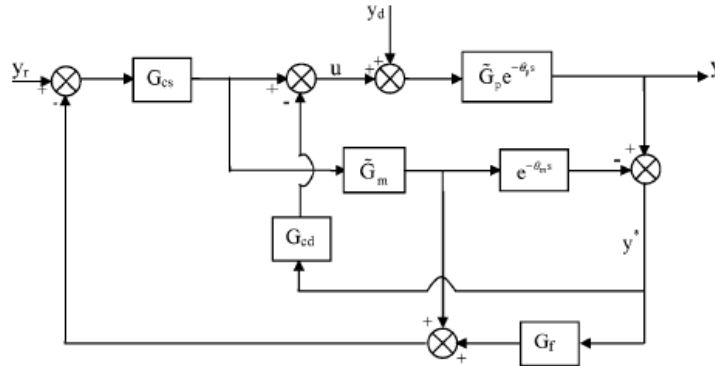 y_d
y_r + - G_cs + - u + + G̃_p e^{-θ_p s} y
G̃_m e^{-θ_m s} + -
G_cd y*
+ + G_f